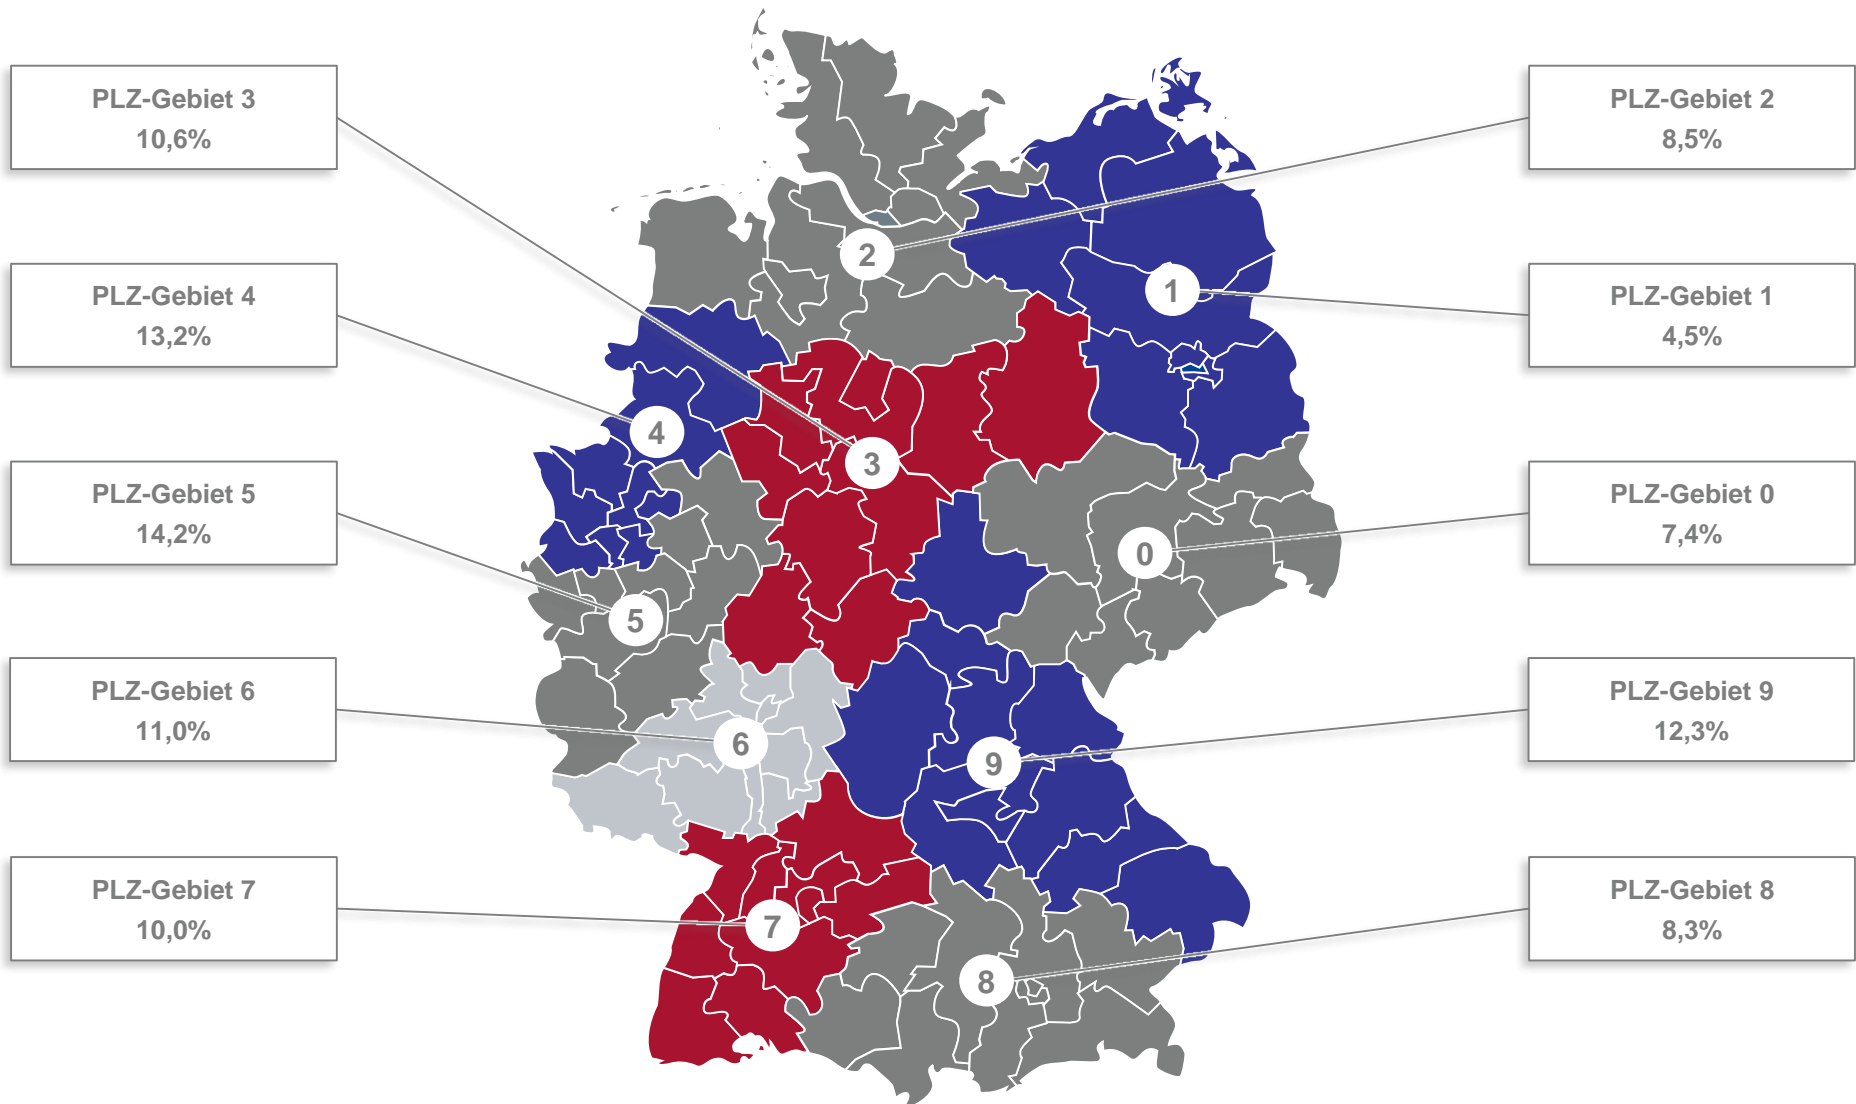 PLZ-Gebiet 3
10,6%
PLZ-Gebiet 4
13,2%
PLZ-Gebiet 5
14,2%
PLZ-Gebiet 6
11,0%
PLZ-Gebiet 7
10,0%
2
1
4
3
0
5
6
9
7
8
PLZ-Gebiet 2
8,5%
PLZ-Gebiet 1
4,5%
PLZ-Gebiet 0
7,4%
PLZ-Gebiet 9
12,3%
PLZ-Gebiet 8
8,3%